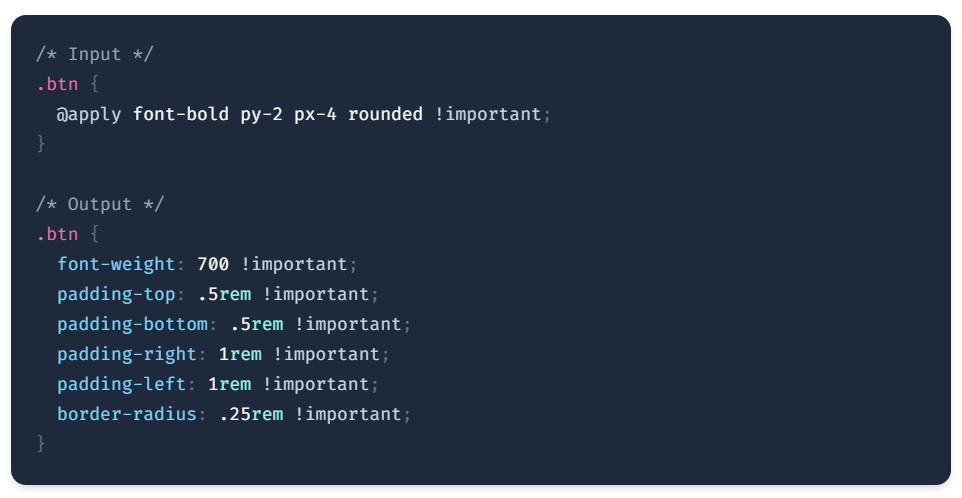 /* Input */
.btn {
  @apply font-bold py-2 px-4 rounded !important;
}

/* Output */
.btn {
  font-weight: 700 !important;
  padding-top: .5rem !important;
  padding-bottom: .5rem !important;
  padding-right: 1rem !important;
  padding-left: 1rem !important;
  border-radius: .25rem !important;
}